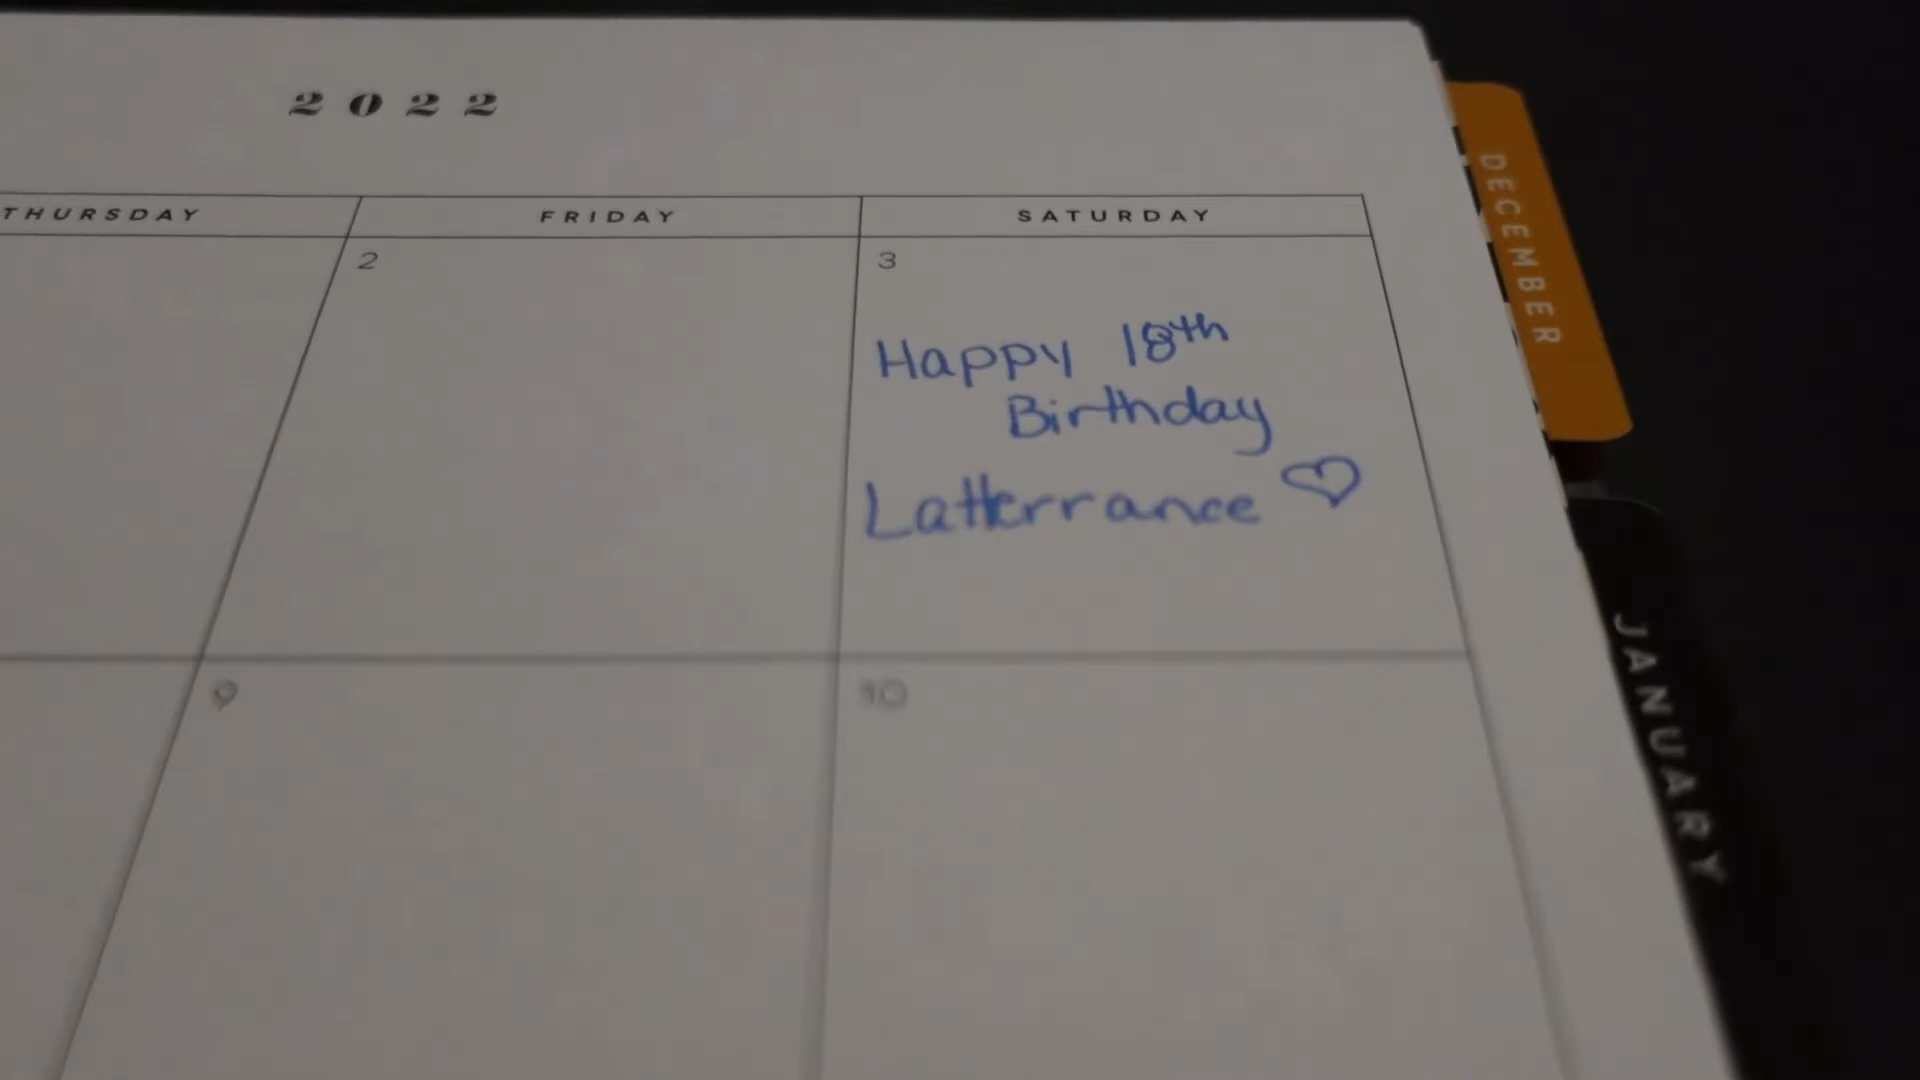 2022
THURSDAY FRIDAY SATURDAY
2 3
Happy 18th
Birthday
Latterrance
9 10
DECEMBER
JANUARY